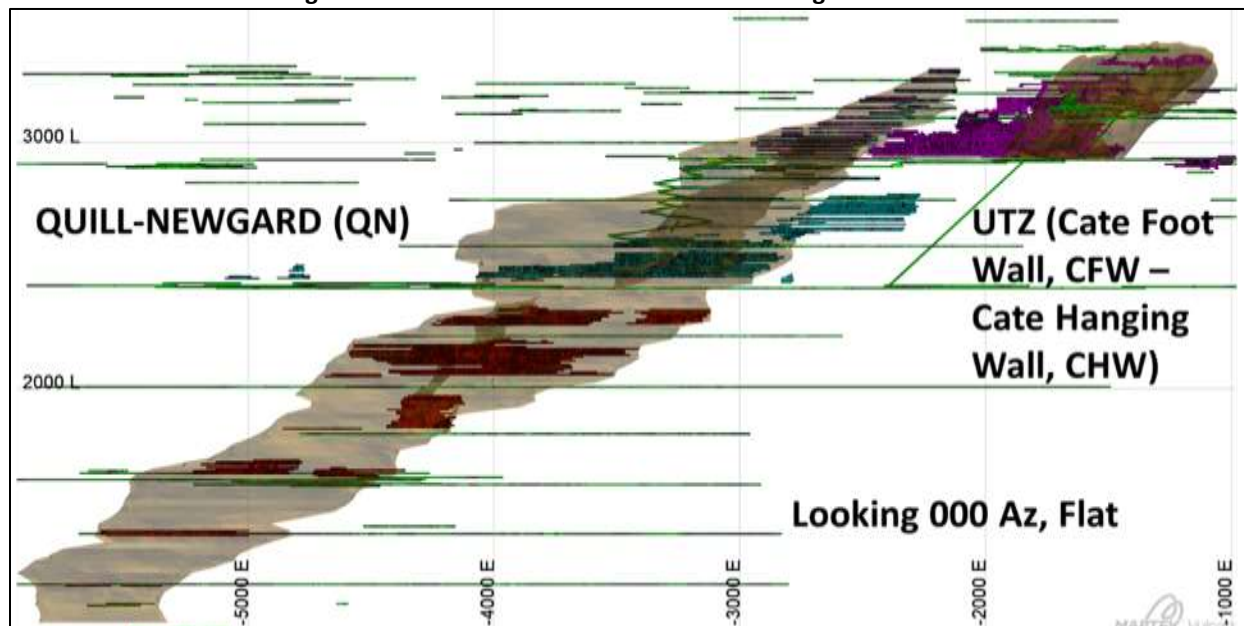 3000 L
QUILL-NEWGARD (QN)
UTZ (Cate Foot
Wall, CFW –
Cate Hanging
Wall, CHW)
2000 L
Looking 000 Az, Flat
-5000 E
-4000 E
-3000 E
-2000 E
-1000 E